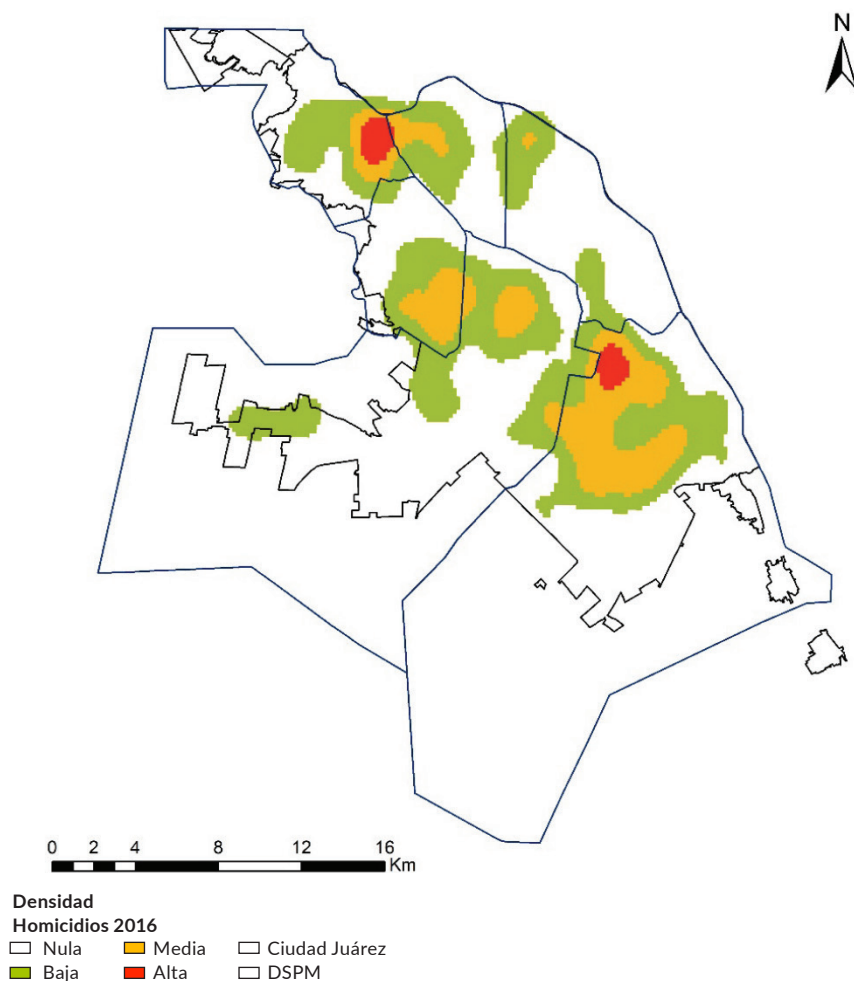 N
0 2 4 8 12 16
Km
Densidad
Homicidios 2016
Nula Media Ciudad Juárez
Baja Alta DSPM